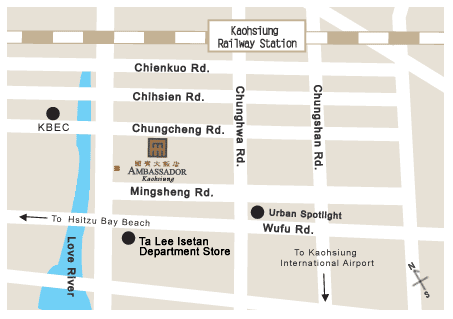 Kaohsiung
Railway Station
Chienkuo Rd.
Chihsien Rd.
KBEC
Chungcheng Rd.
Chunghwa Rd.
Chungshan Rd.
國賓大飯店
AMBASSADOR
Kaohsiung
Mingsheng Rd.
To Hsitzu Bay Beach
Urban Spotlight
Wufu Rd.
Love River
Ta Lee Isetan
Department Store
To Kaohsiung
International Airport
N
S